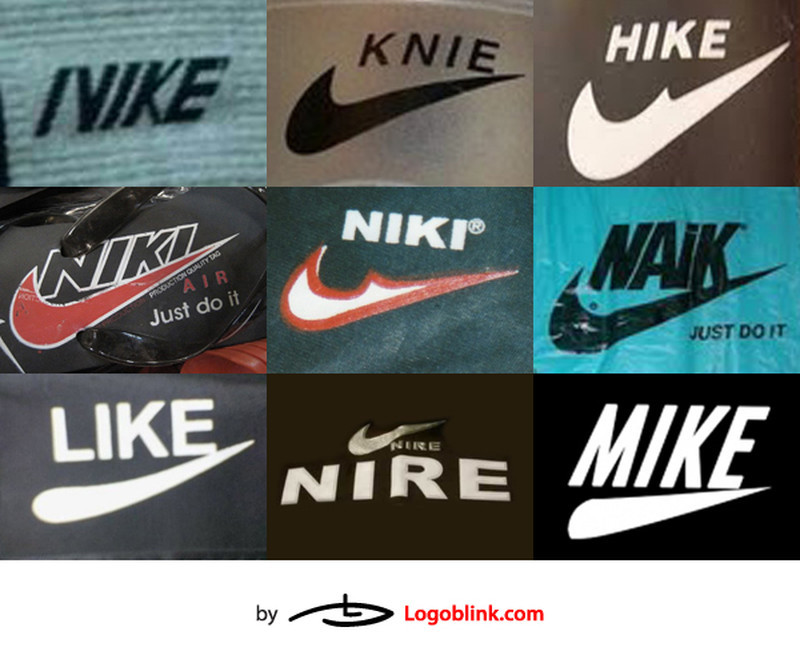 IVIKE
KNIE
HIKE
NIKI
PRODUCTION QUALITY TAG
AIR
Just do it
NIKI®
NAiK
JUST DO IT
LIKE
NIRE
NIRE
MIKE
by Logoblink.com